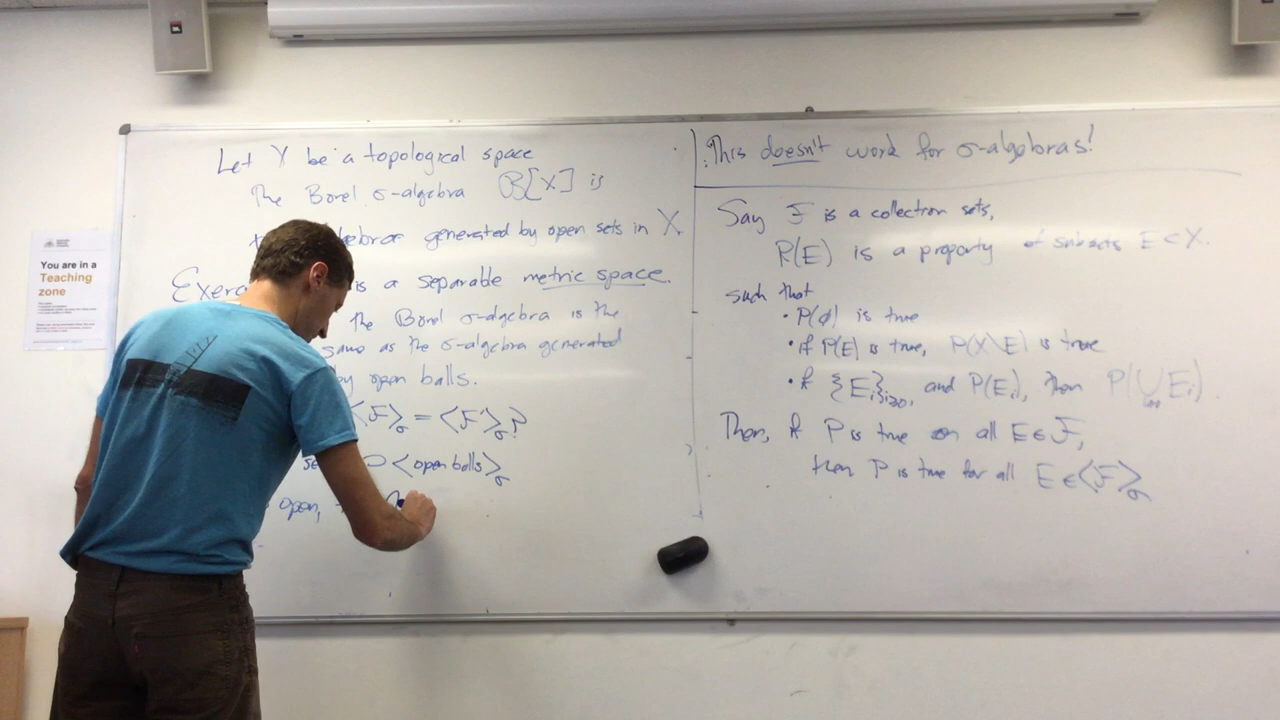 You are in a
Teaching
zone
Let X be a topological space
The Borel σ-algebra B[X] is
algebra generated by open sets in X
is a separable metric space.
the Borel σ-algebra is the
same as the σ-algebra generated
by open balls.
⟨F⟩σ = ⟨F'⟩σ?
⊃ ⟨open balls⟩σ
open,
This doesn't work for σ-algebras!
Say F is a collection sets,
P(E) is a property of subsets E ⊂ X.
such that
• P(ø) is true
• if P(E) is true, P(X\E) is true
• if {Ei}i≥0, and P(Ei), then P(∪Ei).
Then, if P is true on all E ∈ F,
then P is true for all E ∈ ⟨F⟩σ